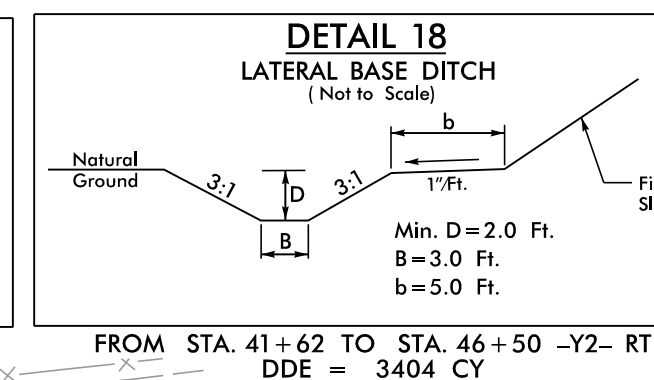 DETAIL 18
LATERAL BASE DITCH
( Not to Scale)
b
Natural
Ground
3:1
D
3:1
1"/Ft.
B
Min. D=2.0 Ft.
B=3.0 Ft.
b=5.0 Ft.
FROM STA. 41+62 TO STA. 46+50 -Y2- RT
DDE = 3404 CY